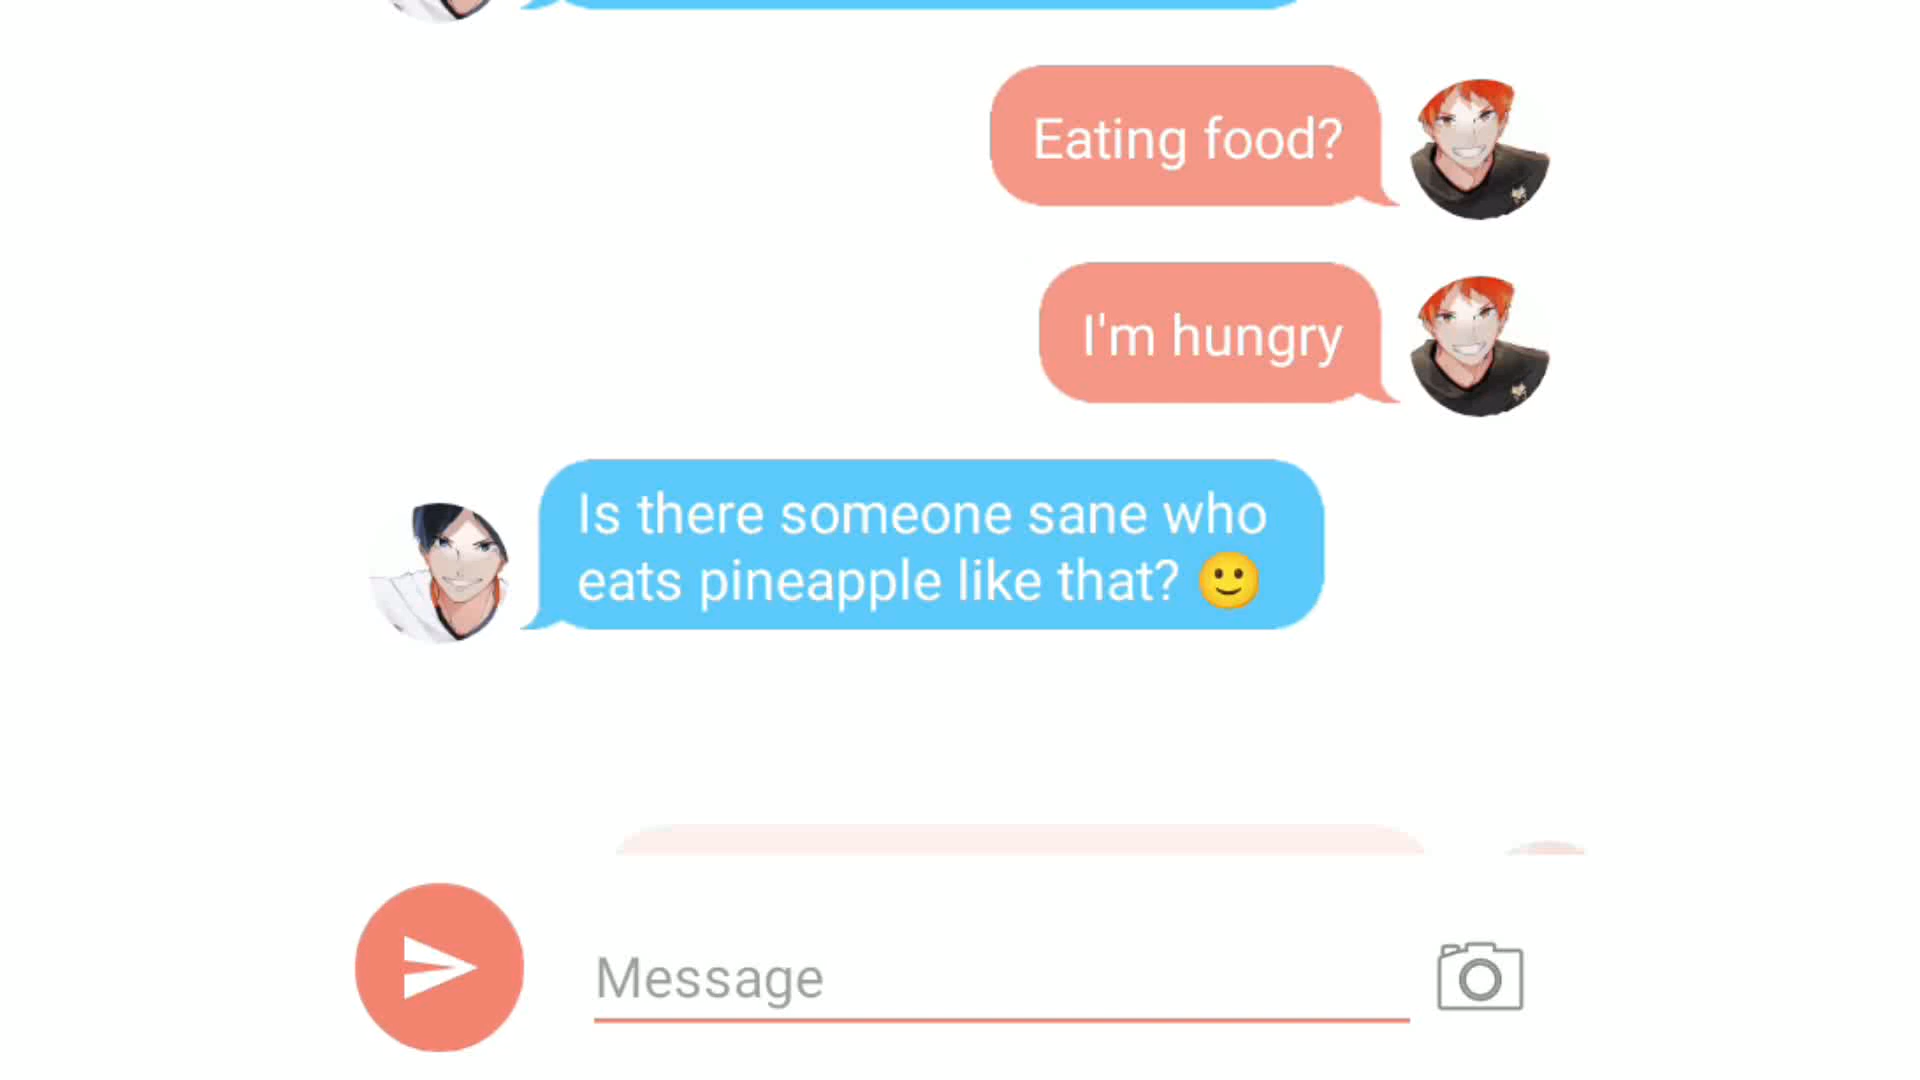 Eating food?
I'm hungry
Is there someone sane who
eats pineapple like that? 🙂
Message